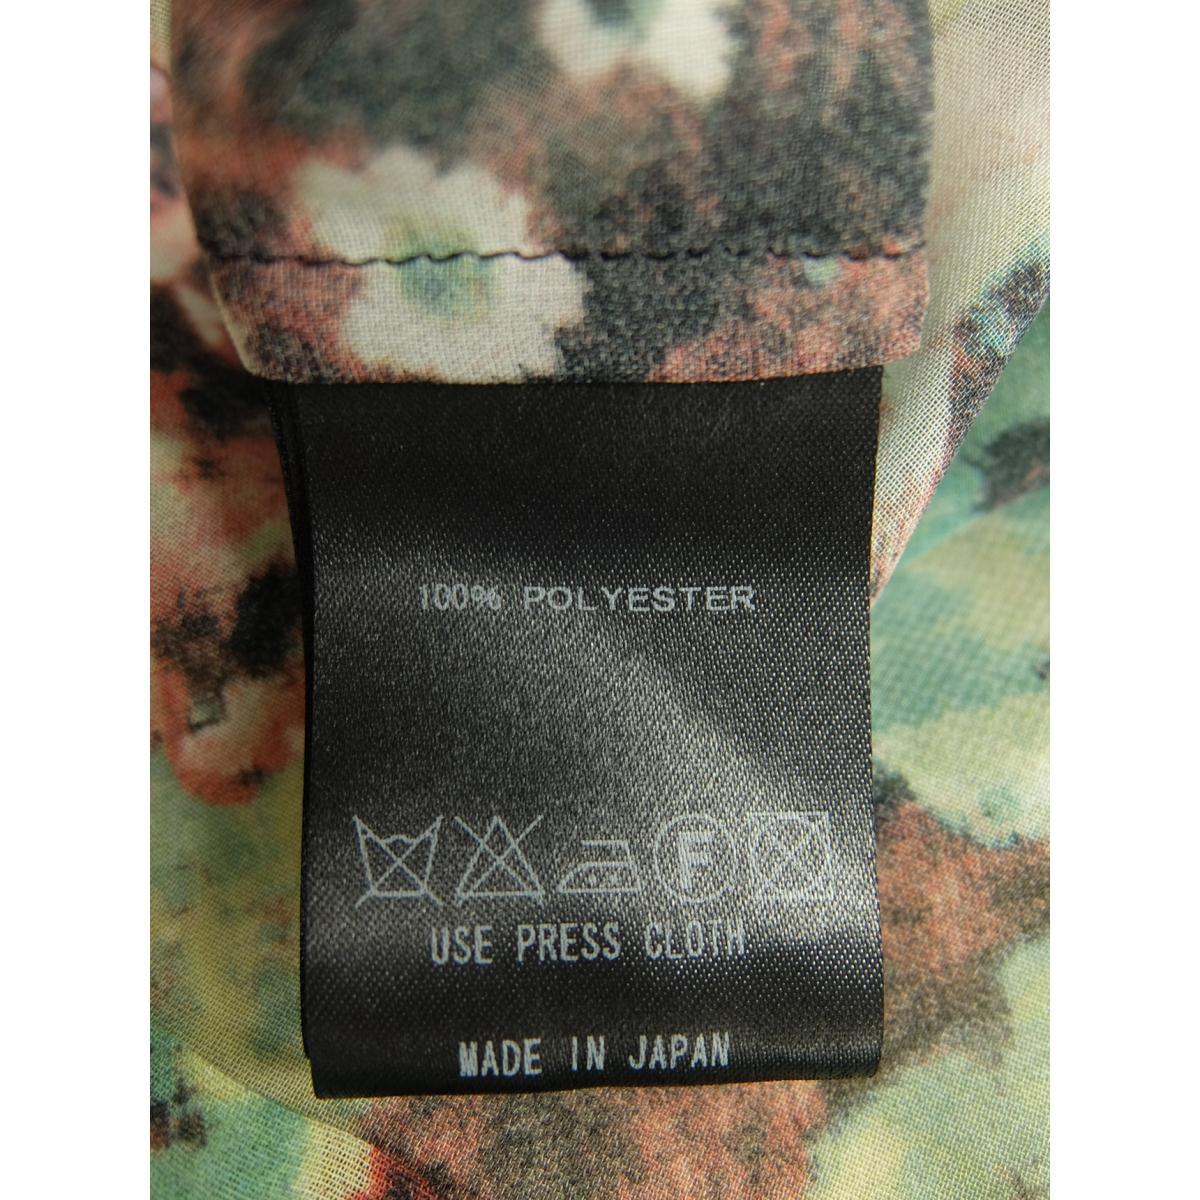 100% POLYESTER
F
USE PRESS CLOTH
MADE IN JAPAN